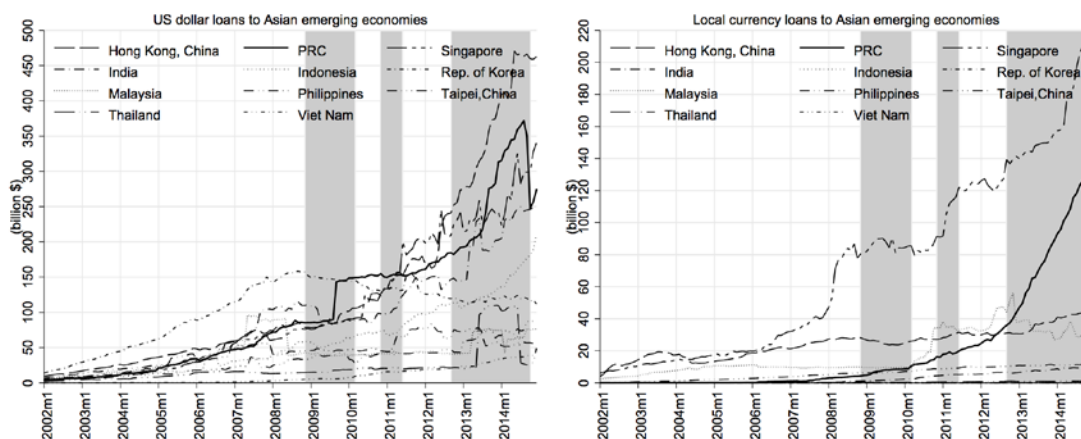 US dollar loans to Asian emerging economies
500
450
400
350
300
250
200
150
100
50
0
(billion $)
Hong Kong, China
PRC
Singapore
India
Indonesia
Rep. of Korea
Malaysia
Philippines
Taipei,China
Thailand
Viet Nam
2002m1
2003m1
2004m1
2005m1
2006m1
2007m1
2008m1
2009m1
2010m1
2011m1
2012m1
2013m1
2014m1
Local currency loans to Asian emerging economies
220
200
180
160
140
120
100
80
60
40
20
0
(billion $)
Hong Kong, China
PRC
Singapore
India
Indonesia
Rep. of Korea
Malaysia
Philippines
Taipei,China
Thailand
Viet Nam
2002m1
2003m1
2004m1
2005m1
2006m1
2007m1
2008m1
2009m1
2010m1
2011m1
2012m1
2013m1
2014m1